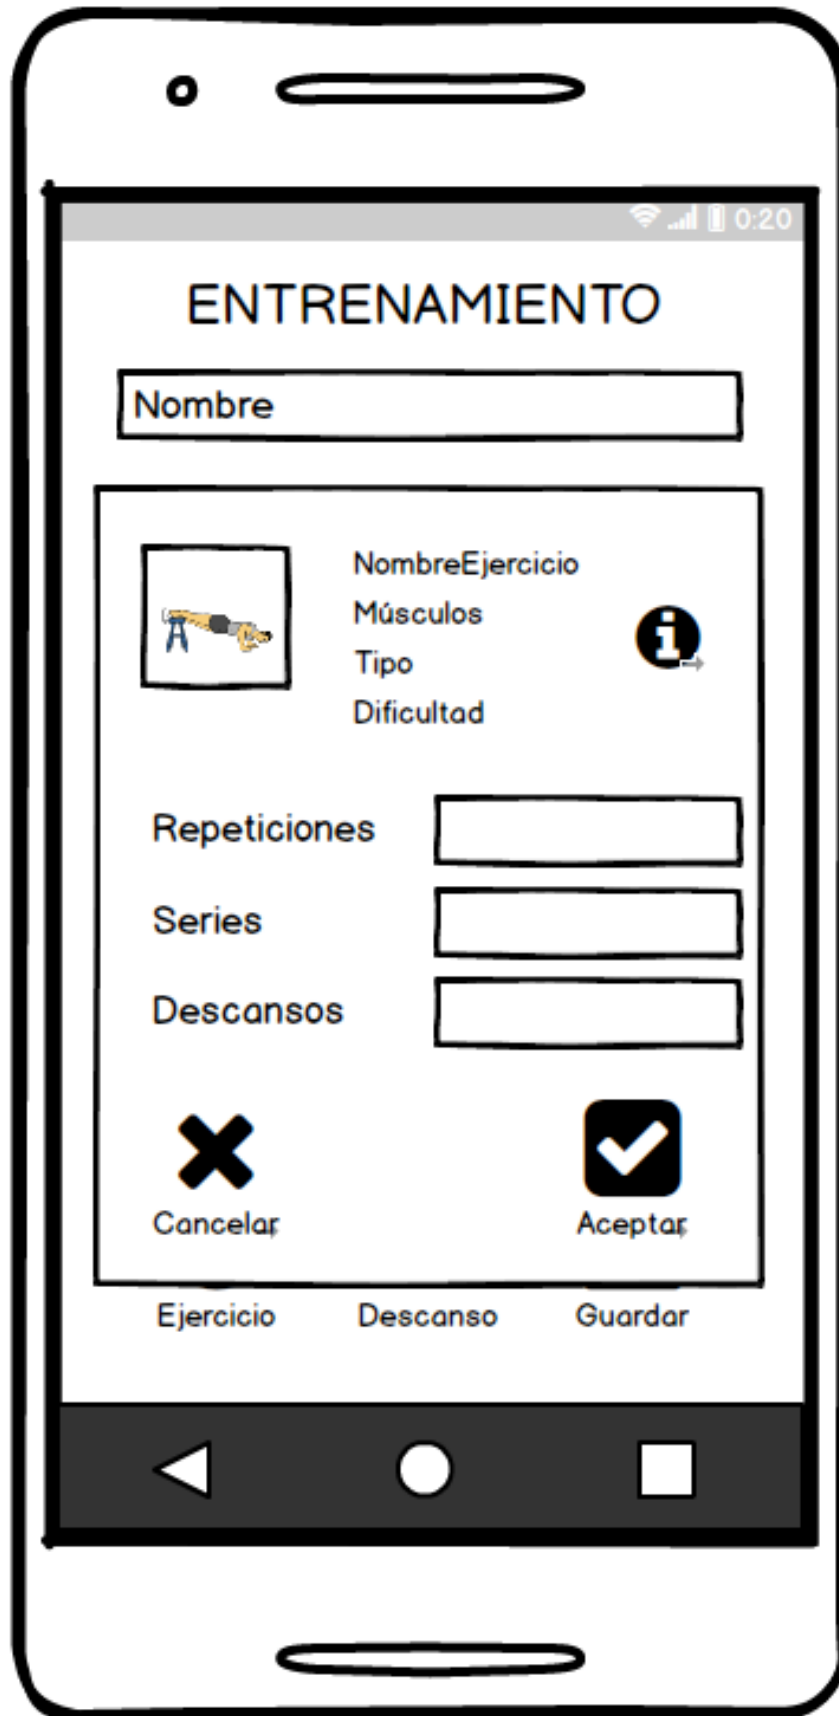 0:20
ENTRENAMIENTO
Nombre
NombreEjercicio
Músculos
Tipo
Dificultad
Repeticiones
Series
Descansos
Cancelar
Aceptar
Ejercicio
Descanso
Guardar